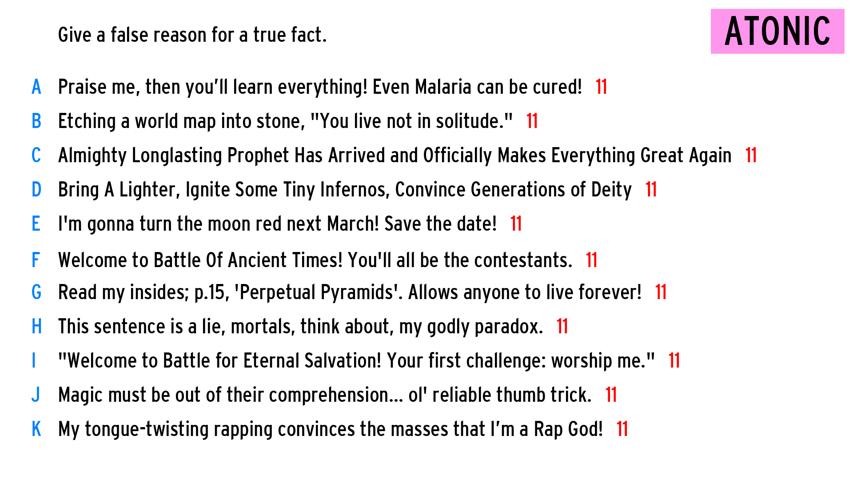 Give a false reason for a true fact.
ATONIC
A Praise me, then you'll learn everything! Even Malaria can be cured! 11
B Etching a world map into stone, "You live not in solitude." 11
C Almighty Longlasting Prophet Has Arrived and Officially Makes Everything Great Again 11
D Bring A Lighter, Ignite Some Tiny Infernos, Convince Generations of Deity 11
E I'm gonna turn the moon red next March! Save the date! 11
F Welcome to Battle Of Ancient Times! You'll all be the contestants. 11
G Read my insides; p.15, 'Perpetual Pyramids'. Allows anyone to live forever! 11
H This sentence is a lie, mortals, think about, my godly paradox. 11
I "Welcome to Battle for Eternal Salvation! Your first challenge: worship me." 11
J Magic must be out of their comprehension... ol' reliable thumb trick. 11
K My tongue-twisting rapping convinces the masses that I'm a Rap God! 11